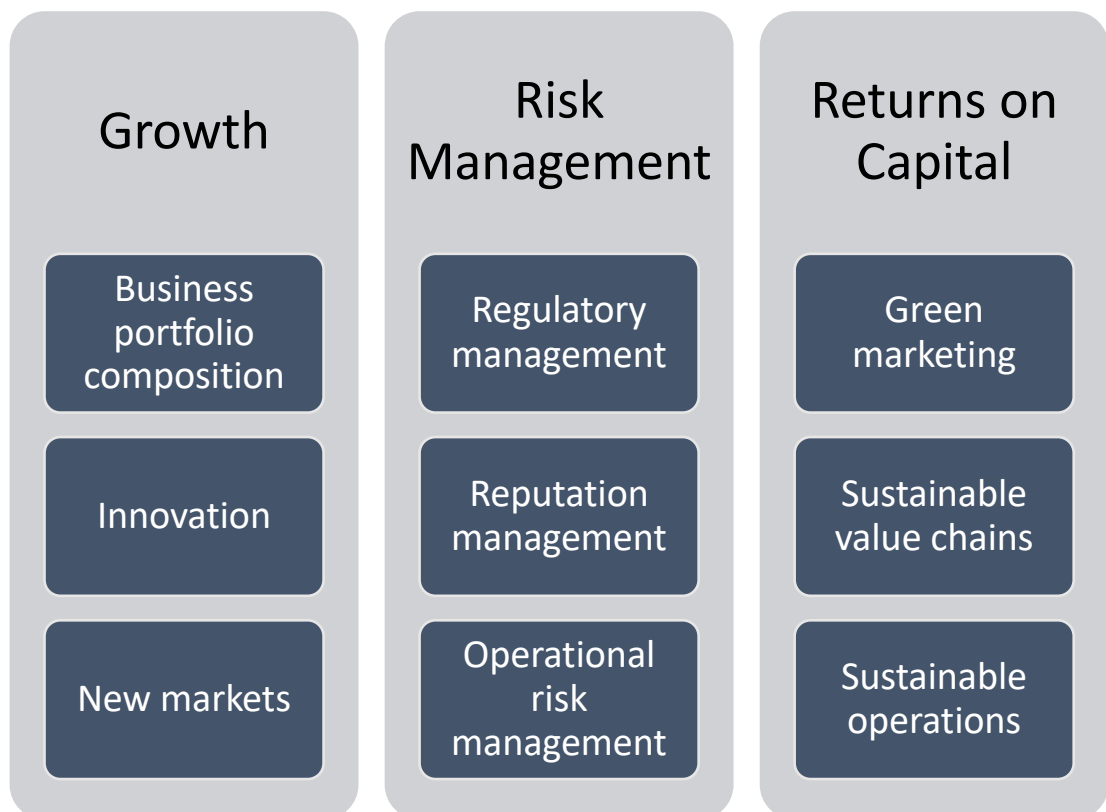 Growth
Business
portfolio
composition
Innovation
New markets
Risk
Management
Regulatory
management
Reputation
management
Operational
risk
management
Returns on
Capital
Green
marketing
Sustainable
value chains
Sustainable
operations